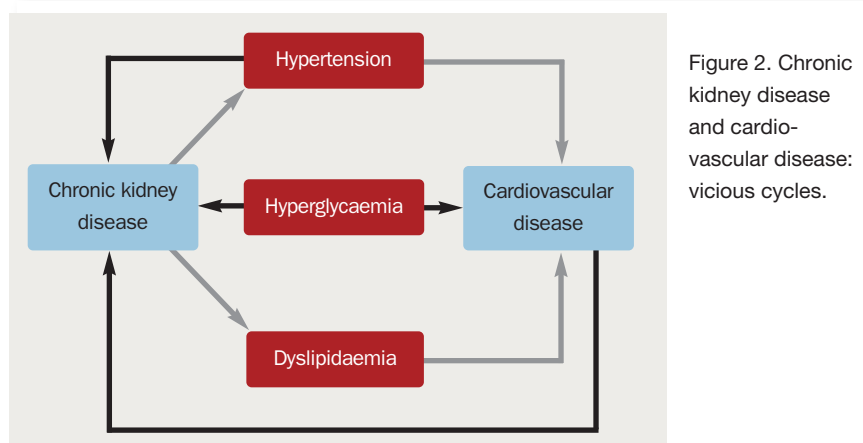 Hypertension
Chronic kidney
disease
Hyperglycaemia
Cardiovascular
disease
Dyslipidaemia
Figure 2. Chronic
kidney disease
and cardio-
vascular disease:
vicious cycles.